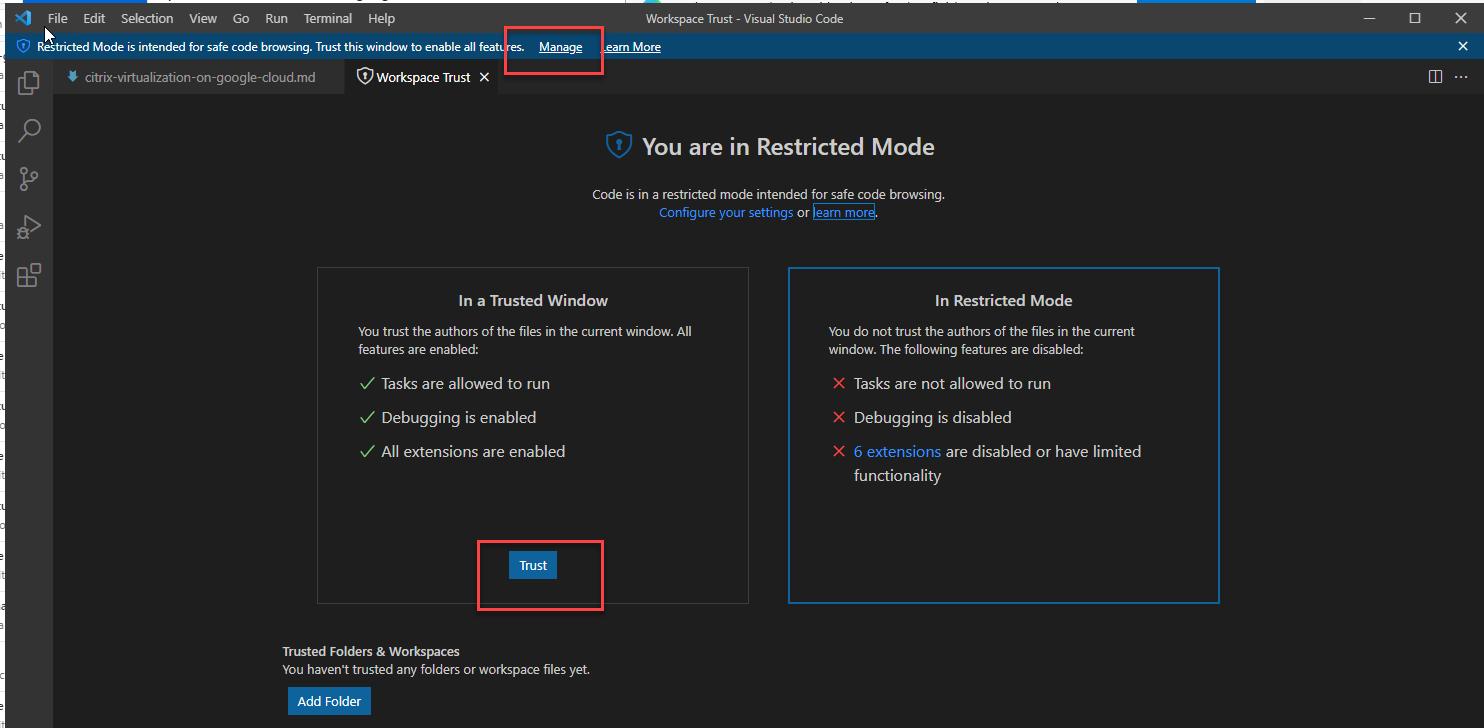 File Edit Selection View Go Run Terminal Help Workspace Trust - Visual Studio Code
Restricted Mode is intended for safe code browsing. Trust this window to enable all features. Manage Learn More
citrix-virtualization-on-google-cloud.md Workspace Trust
You are in Restricted Mode
Code is in a restricted mode intended for safe code browsing.
Configure your settings or learn more.
In a Trusted Window
You trust the authors of the files in the current window. All
features are enabled:
Tasks are allowed to run
Debugging is enabled
All extensions are enabled
Trust
In Restricted Mode
You do not trust the authors of the files in the current
window. The following features are disabled:
Tasks are not allowed to run
Debugging is disabled
6 extensions are disabled or have limited
functionality
Trusted Folders & Workspaces
You haven't trusted any folders or workspace files yet.
Add Folder